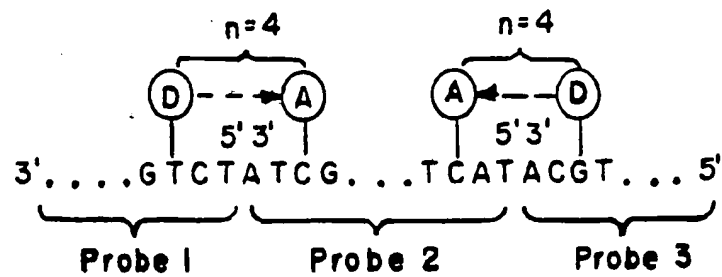 n=4 n=4
D A A D
5' 3' 5' 3'
3'....GTCTATCG...TCATACGT...5'
Probe 1 Probe 2 Probe 3